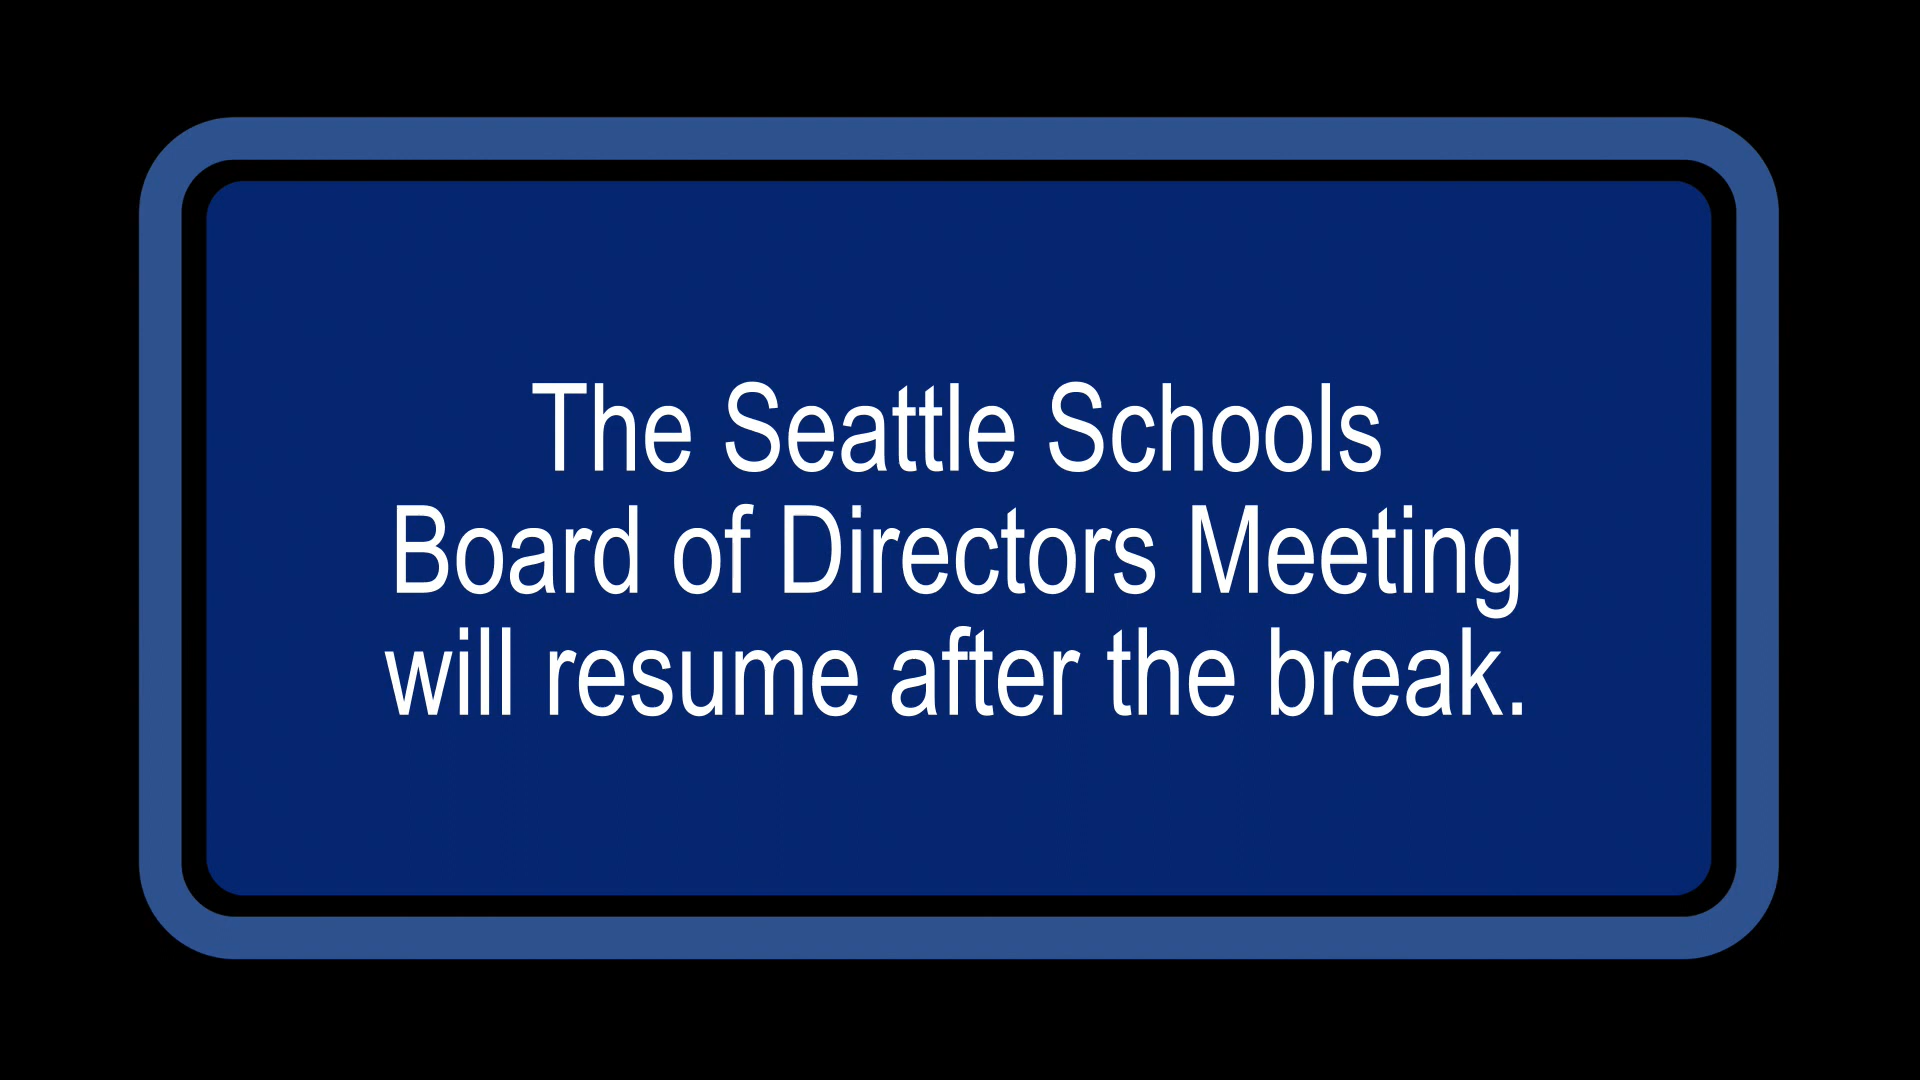 The Seattle Schools
Board of Directors Meeting
will resume after the break.